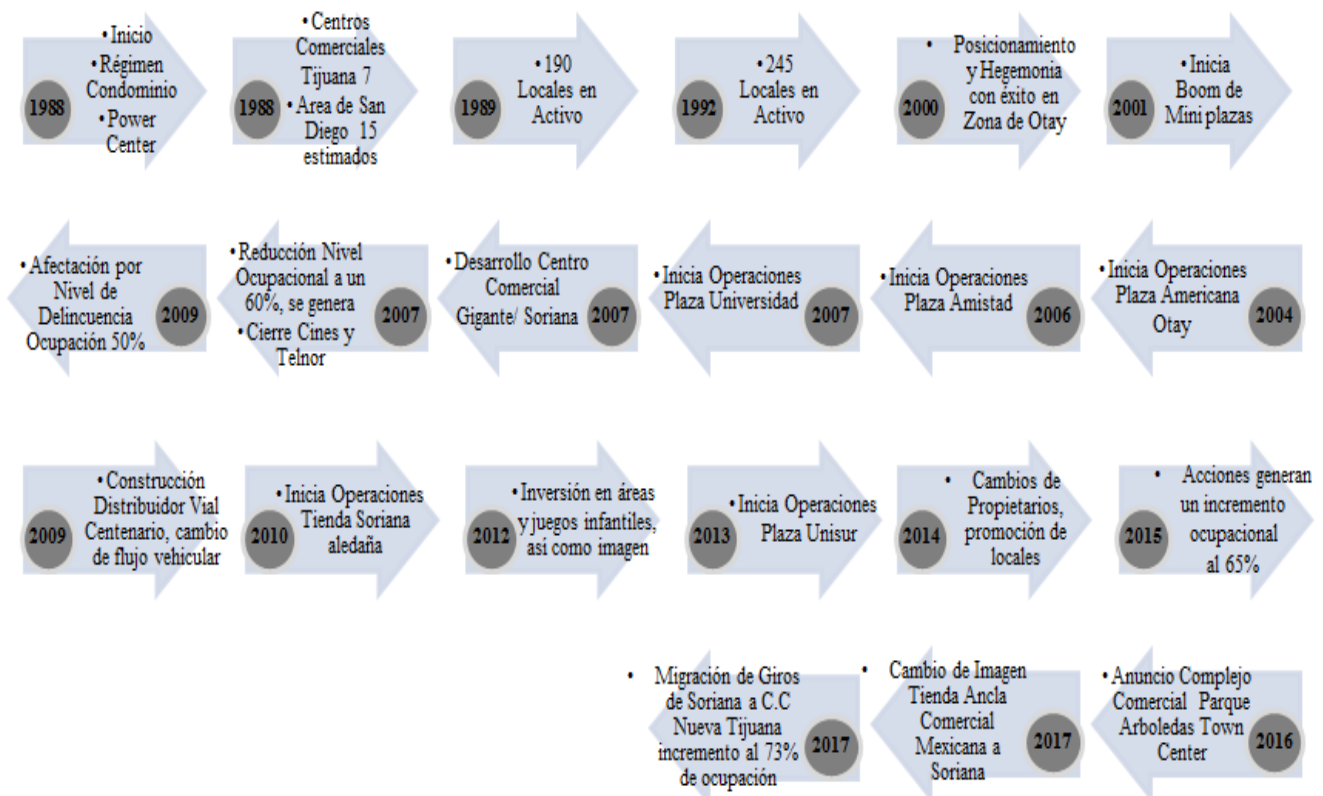 1988
• Inicio
• Régimen
Condominio
• Power
Center
1988
• Centros
Comerciales
Tijuana 7
• Area de San
Diego 15
estimados
1989
• 190
Locales en
Activo
1992
• 245
Locales en
Activo
2000
• Posicionamiento
y Hegemonia
con éxito en
Zona de Otay
2001
• Inicia
Boom de
Mini plazas
2004
• Inicia Operaciones
Plaza Americana
Otay
2006
• Inicia Operaciones
Plaza Amistad
2007
• Inicia Operaciones
Plaza Universidad
2007
• Desarrollo Centro
Comercial
Gigante/ Soriana
2007
• Reducción Nivel
Ocupacional a un
60%, se genera
• Cierre Cines y
Telnor
2009
• Afectación por
Nivel de
Delincuencia
Ocupación 50%
2009
• Construcción
Distribuidor Vial
Centenario, cambio
de flujo vehicular
2010
• Inicia Operaciones
Tienda Soriana
aledaña
2012
• Inversión en áreas
y juegos infantiles,
así como imagen
2013
• Inicia Operaciones
Plaza Unisur
2014
• Cambios de
Propietarios,
promoción de
locales
2015
• Acciones generan
un incremento
ocupacional
al 65%
2016
• Anuncio Complejo
Comercial Parque
Arboledas Town
Center
2017
• Cambio de Imagen
Tienda Ancla
Comercial
Mexicana a
Soriana
2017
• Migración de Giros
de Soriana a C.C
Nueva Tijuana
incremento al 73%
de ocupación